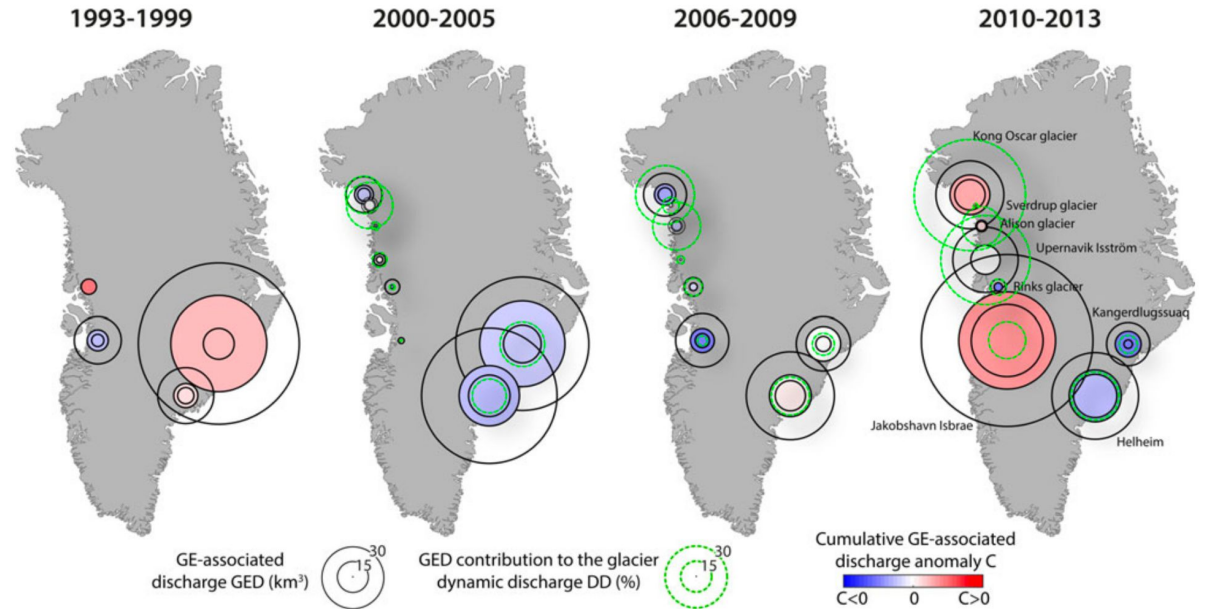 1993-1999
2000-2005
2006-2009
2010-2013
Kong Oscar glacier
Sverdrup glacier
Alison glacier
Upernavik Isström
Rinks glacier
Kangerdlugssuaq
Jakobshavn Isbrae
Helheim
GE-associated
discharge GED (km³)
30
15
GED contribution to the glacier
dynamic discharge DD (%)
30
15
Cumulative GE-associated
discharge anomaly C
C<0 0 C>0